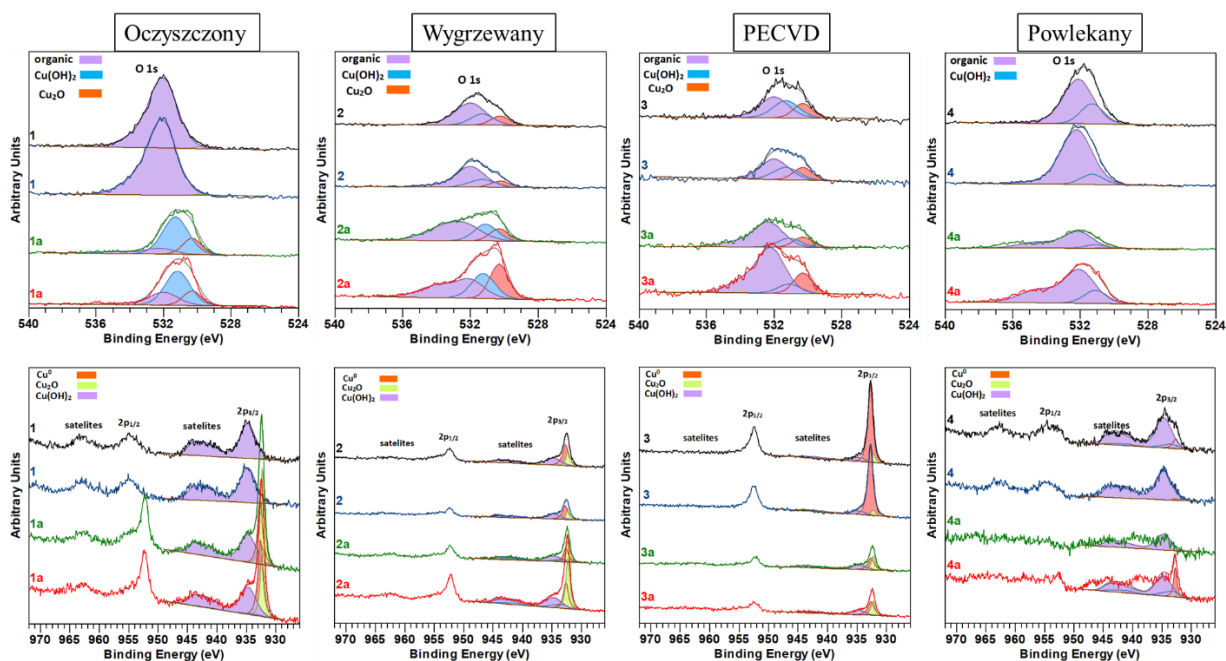 Oczyszczony
Wygrzewany
PECVD
Powlekany
organic
Cu(OH)₂
Cu₂O
O 1s
1
1
1a
1a
Arbitrary Units
540 536 532 528 524
Binding Energy (eV)
organic
Cu(OH)₂
Cu₂O
O 1s
2
2
2a
2a
Arbitrary Units
540 536 532 528 524
Binding Energy (eV)
organic
Cu(OH)₂
Cu₂O
O 1s
3
3
3a
3a
Arbitrary Units
540 536 532 528 524
Binding Energy (eV)
organic
Cu(OH)₂
O 1s
4
4
4a
4a
Arbitrary Units
540 536 532 528 524
Binding Energy (eV)
Cu⁰
Cu₂O
Cu(OH)₂
satelites 2p₁/₂ satelites 2p₃/₂
1
1
1a
1a
Arbitrary Units
970 965 960 955 950 945 940 935 930
Binding Energy (eV)
Cu⁰
Cu₂O
Cu(OH)₂
satelites 2p₁/₂ satelites 2p₃/₂
2
2
2a
2a
Arbitrary Units
970 965 960 955 950 945 940 935 930
Binding Energy (eV)
Cu⁰
Cu₂O
Cu(OH)₂
satelites 2p₁/₂ satelites 2p₃/₂
3
3
3a
3a
Arbitrary Units
970 965 960 955 950 945 940 935 930
Binding Energy (eV)
Cu⁰
Cu₂O
Cu(OH)₂
satelites 2p₁/₂ satelites 2p₃/₂
4
4
4a
4a
Arbitrary Units
970 965 960 955 950 945 940 935 930
Binding Energy (eV)